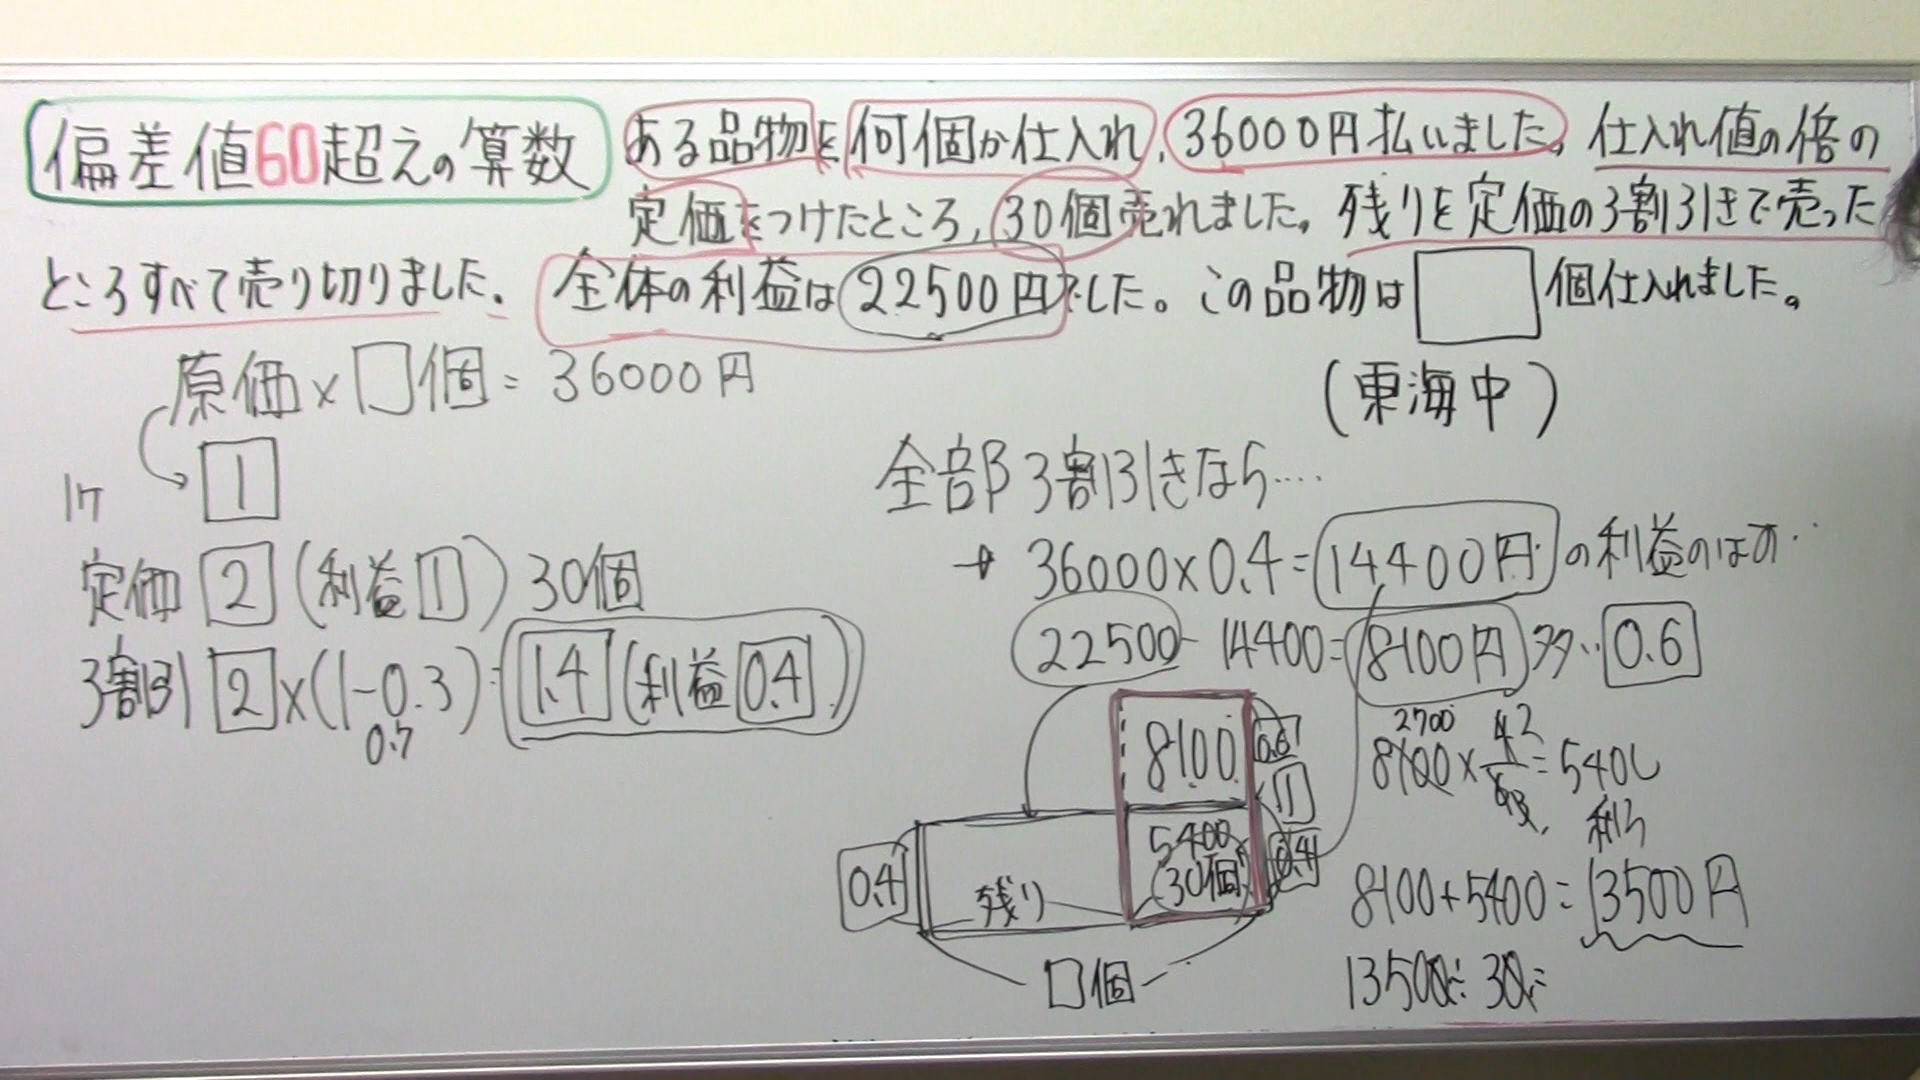 偏差値60超えの算数
ある品物を何個か仕入れ、36000円払いました。仕入れ値の倍の
定価をつけたところ、30個売れました。残りを定価の3割引きで売った
ところすべて売り切りました。全体の利益は22500円でした。この品物は□個仕入れました。
(東海中)
原価×□個=36000円
1
1ケ
定価 2 (利益 1) 30個
3割引 2×(1-0.3)=1.4 (利益 0.4)
0.7
全部3割引きなら….
→ 36000×0.4=14400円の利益のはず‥
22500-14400=8100円 多‥0.6
8100
0.6
1
5400
(30個)
0.4
0.4
残り
□個
2700
2
8100×4/6=5400
3
8100+5400=13500円
13500÷30=